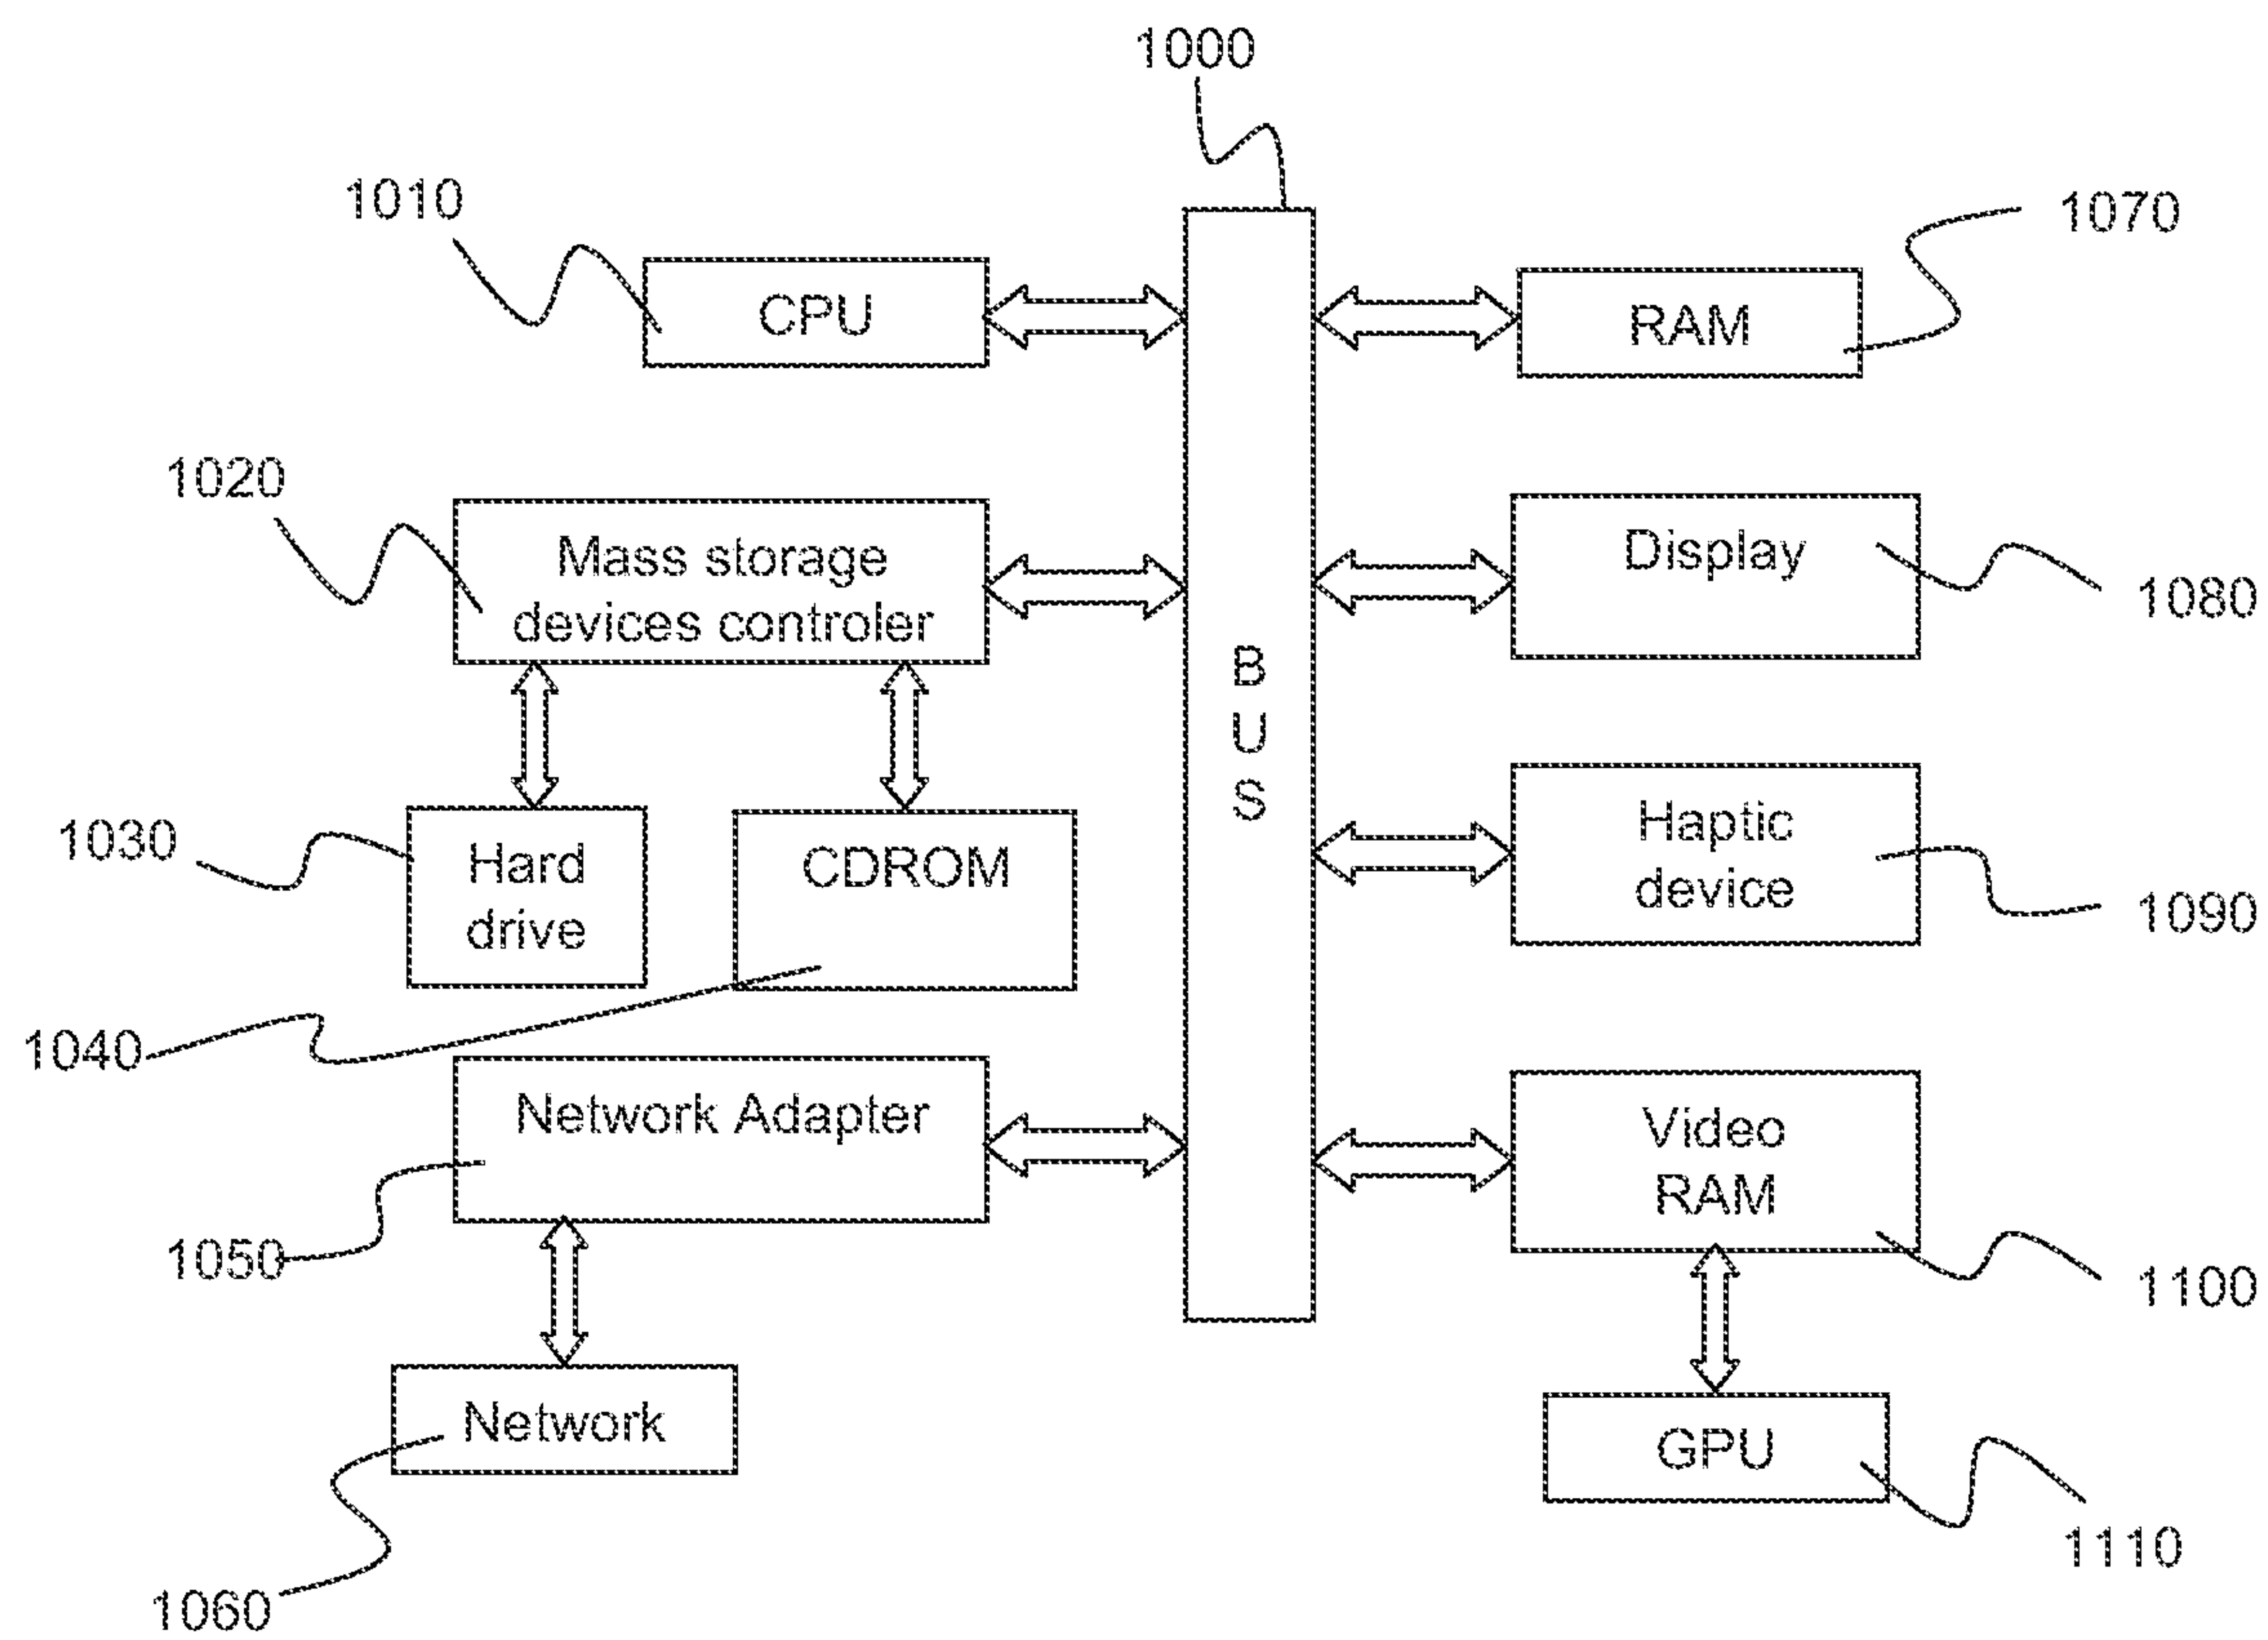 1000
1010
1070
CPU
RAM
1020
Mass storage
devices controler
Display
1080
B
U
S
1030
Hard
drive
CDROM
Haptic
device
1090
1040
Network Adapter
Video
RAM
1050
1100
Network
GPU
1110
1060